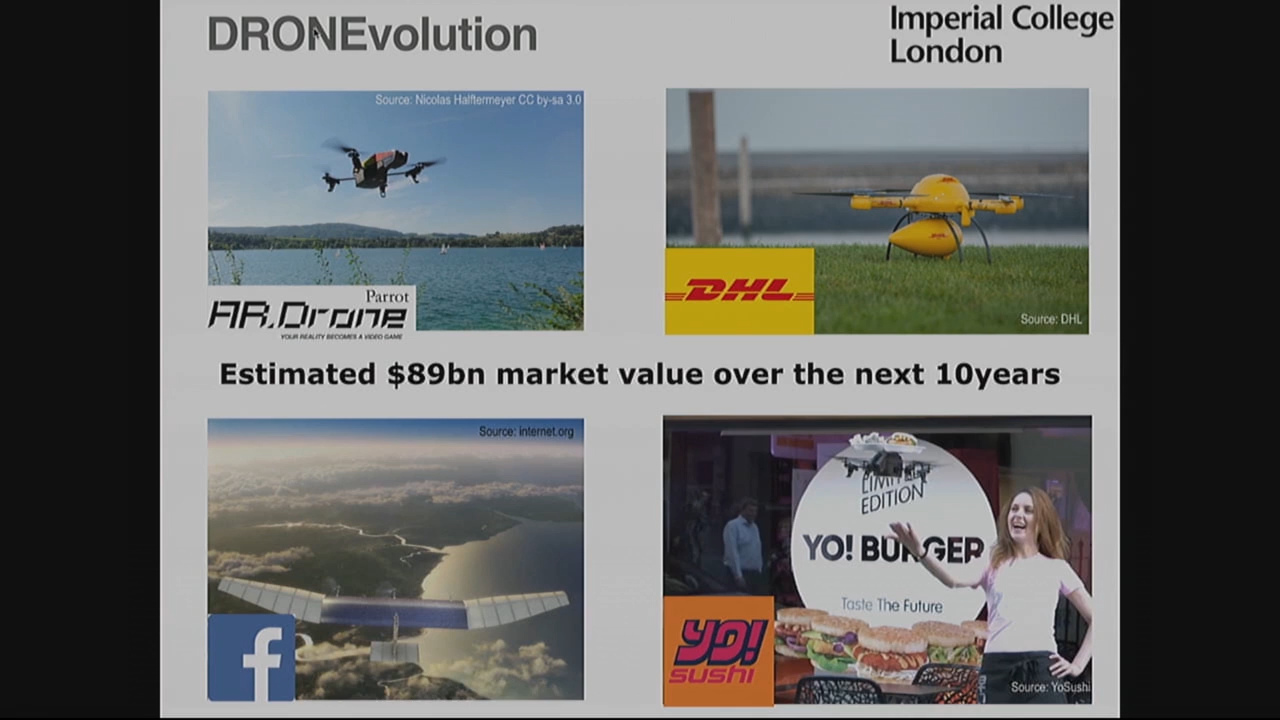 DRONEvolution
Imperial College
London
Source: Nicolas Halftermeyer CC by-sa 3.0
Parrot
AR.Drone
YOUR REALITY BECOMES A VIDEO GAME
DHL
Source: DHL
Estimated $89bn market value over the next 10years
Source: internet.org
f
LIMITED
EDITION
YO! BURGER
Taste The Future
YO!
sushi
Source: YoSushi